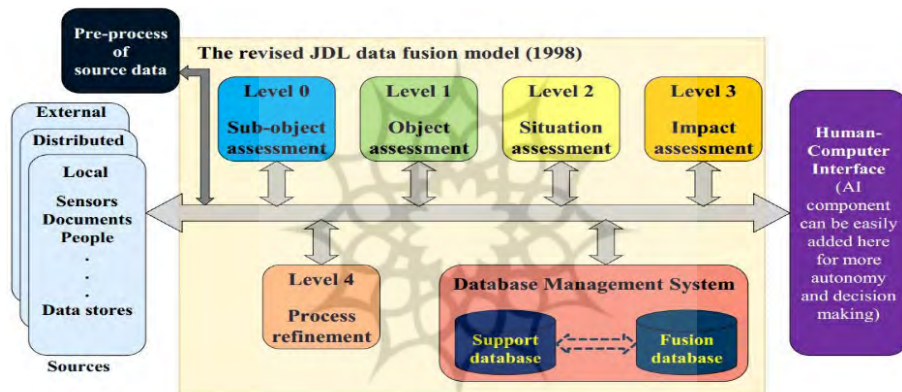 Pre-process
of
source data
The revised JDL data fusion model (1998)
External
Distributed
Local
Sensors
Documents
People
.
.
.
Data stores
Sources
Level 0
Sub-object
assessment
Level 1
Object
assessment
Level 2
Situation
assessment
Level 3
Impact
assessment
Level 4
Process
refinement
Database Management System
Support
database
Fusion
database
Human-
Computer
Interface
(AI
component
can be easily
added here
for more
autonomy
and decision
making)